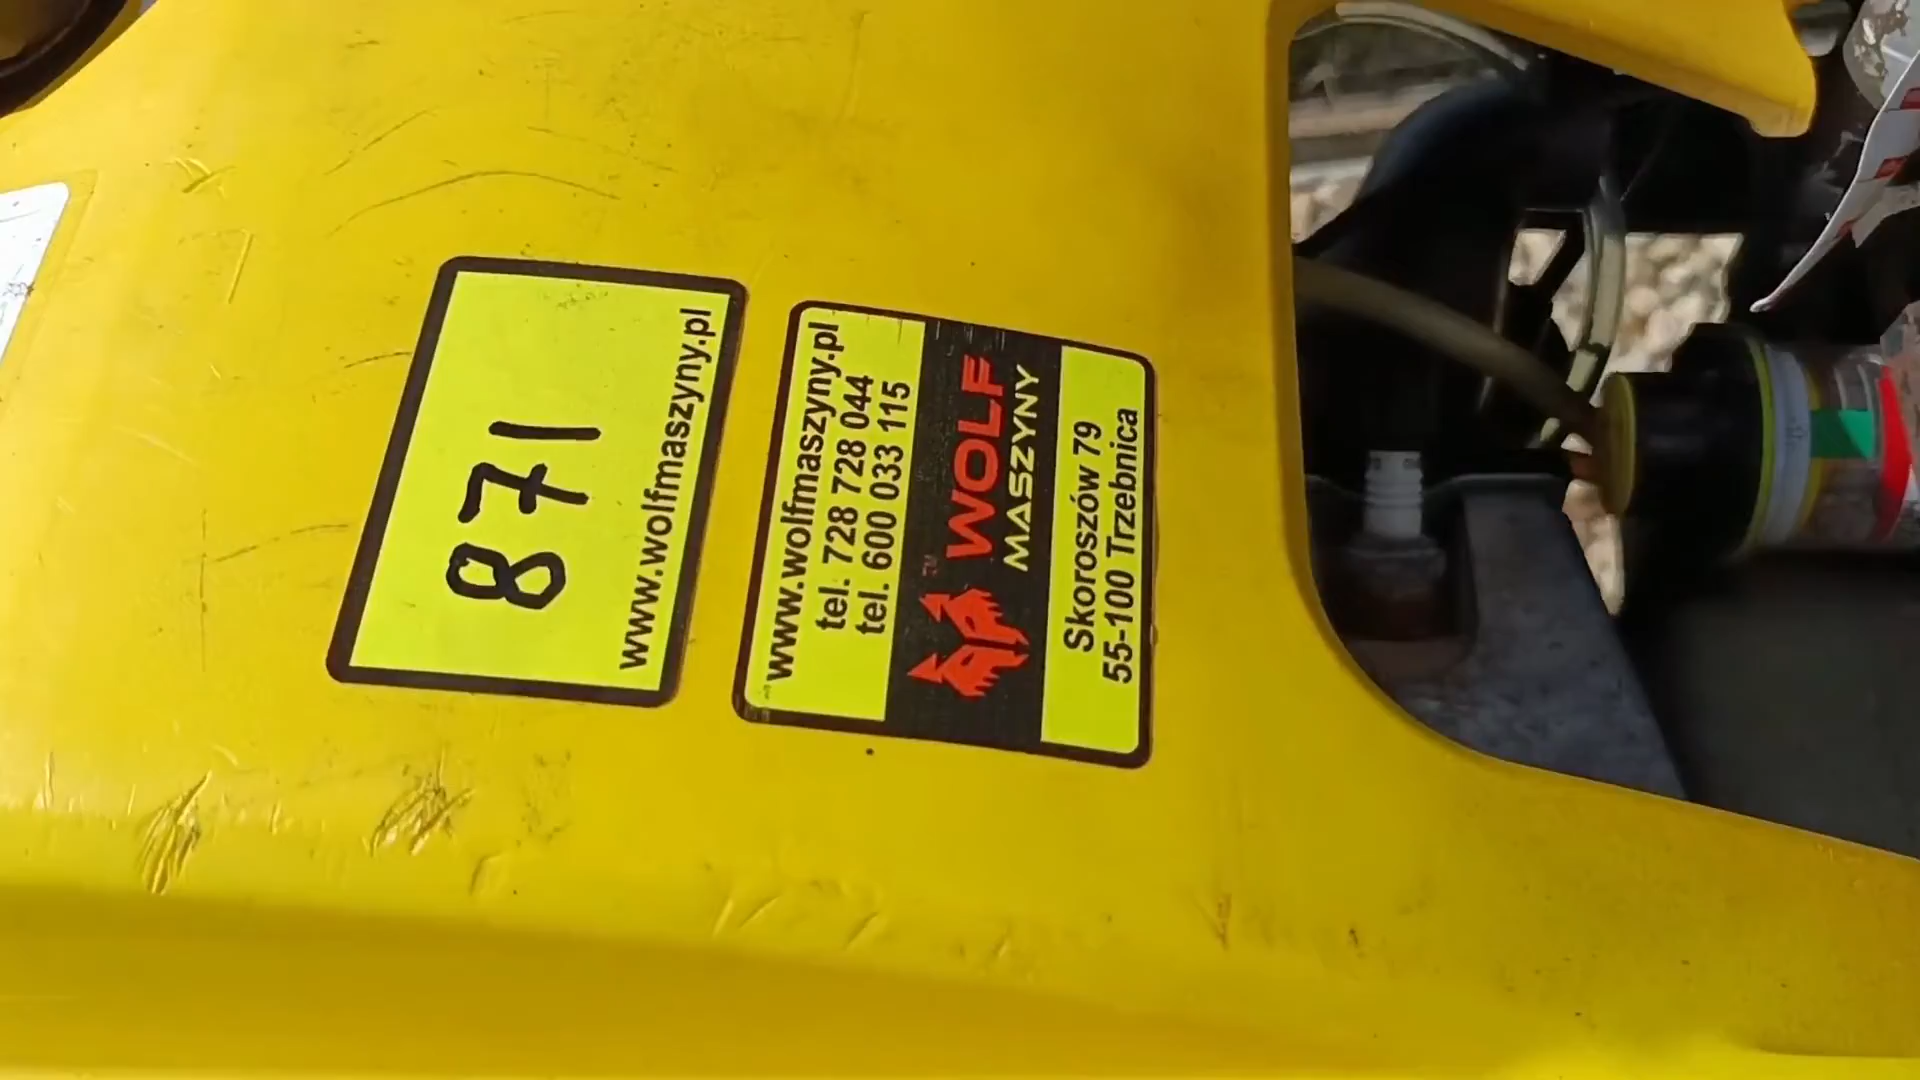 871
www.wolfmaszyny.pl
www.wolfmaszyny.pl
tel. 728 728 044
tel. 600 033 115
WOLF
MASZYNY
Skoroszów 79
55-100 Trzebnica